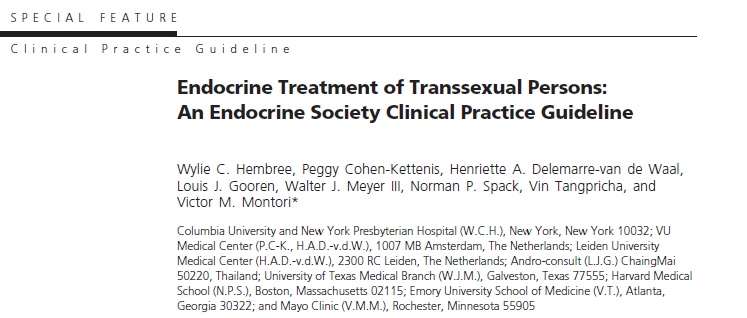 SPECIAL FEATURE
Clinical Practice Guideline
Endocrine Treatment of Transsexual Persons:
An Endocrine Society Clinical Practice Guideline
Wylie C. Hembree, Peggy Cohen-Kettenis, Henriette A. Delemarre-van de Waal,
Louis J. Gooren, Walter J. Meyer III, Norman P. Spack, Vin Tangpricha, and
Victor M. Montori*
Columbia University and New York Presbyterian Hospital (W.C.H.), New York, New York 10032; VU
Medical Center (P.C-K., H.A.D.-v.d.W.), 1007 MB Amsterdam, The Netherlands; Leiden University
Medical Center (H.A.D.-v.d.W.), 2300 RC Leiden, The Netherlands; Andro-consult (L.J.G.) ChaingMai
50220, Thailand; University of Texas Medical Branch (W.J.M.), Galveston, Texas 77555; Harvard Medical
School (N.P.S.), Boston, Massachusetts 02115; Emory University School of Medicine (V.T.), Atlanta,
Georgia 30322; and Mayo Clinic (V.M.M.), Rochester, Minnesota 55905